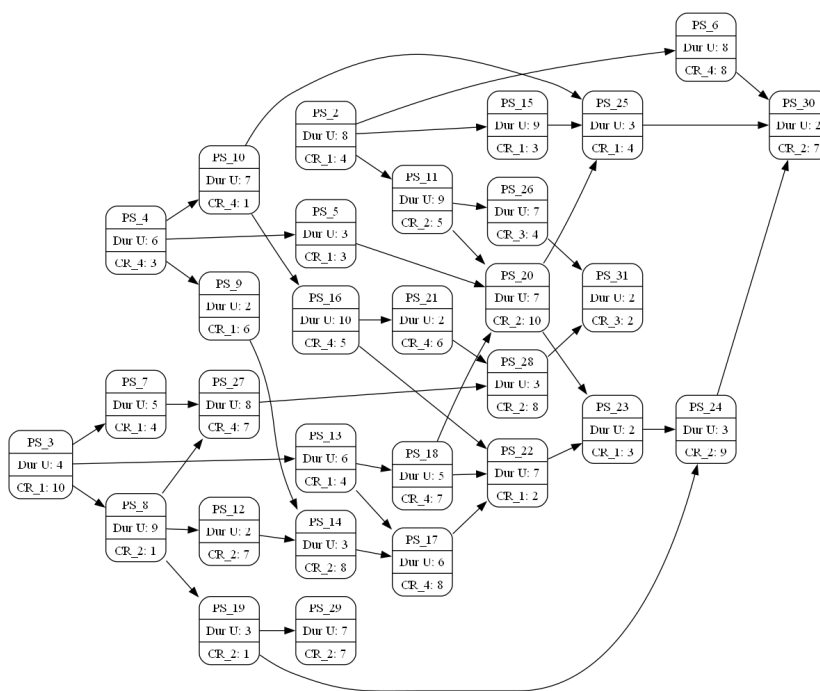 PS_6
Dur U: 8
CR_4: 8
PS_2
Dur U: 8
CR_1: 4
PS_15
Dur U: 9
CR_1: 3
PS_25
Dur U: 3
CR_1: 4
PS_30
Dur U: 2
CR_2: 7
PS_10
Dur U: 7
CR_4: 1
PS_11
Dur U: 9
CR_2: 5
PS_26
Dur U: 7
CR_3: 4
PS_4
Dur U: 6
CR_4: 3
PS_5
Dur U: 3
CR_1: 3
PS_9
Dur U: 2
CR_1: 6
PS_16
Dur U: 10
CR_4: 5
PS_21
Dur U: 2
CR_4: 6
PS_20
Dur U: 7
CR_2: 10
PS_31
Dur U: 2
CR_3: 2
PS_28
Dur U: 3
CR_2: 8
PS_7
Dur U: 5
CR_1: 4
PS_27
Dur U: 8
CR_4: 7
PS_23
Dur U: 2
CR_1: 3
PS_24
Dur U: 3
CR_2: 9
PS_3
Dur U: 4
CR_1: 10
PS_13
Dur U: 6
CR_1: 4
PS_18
Dur U: 5
CR_4: 7
PS_22
Dur U: 7
CR_1: 2
PS_8
Dur U: 9
CR_2: 1
PS_12
Dur U: 2
CR_2: 7
PS_14
Dur U: 3
CR_2: 8
PS_17
Dur U: 6
CR_4: 8
PS_19
Dur U: 3
CR_2: 1
PS_29
Dur U: 7
CR_2: 7